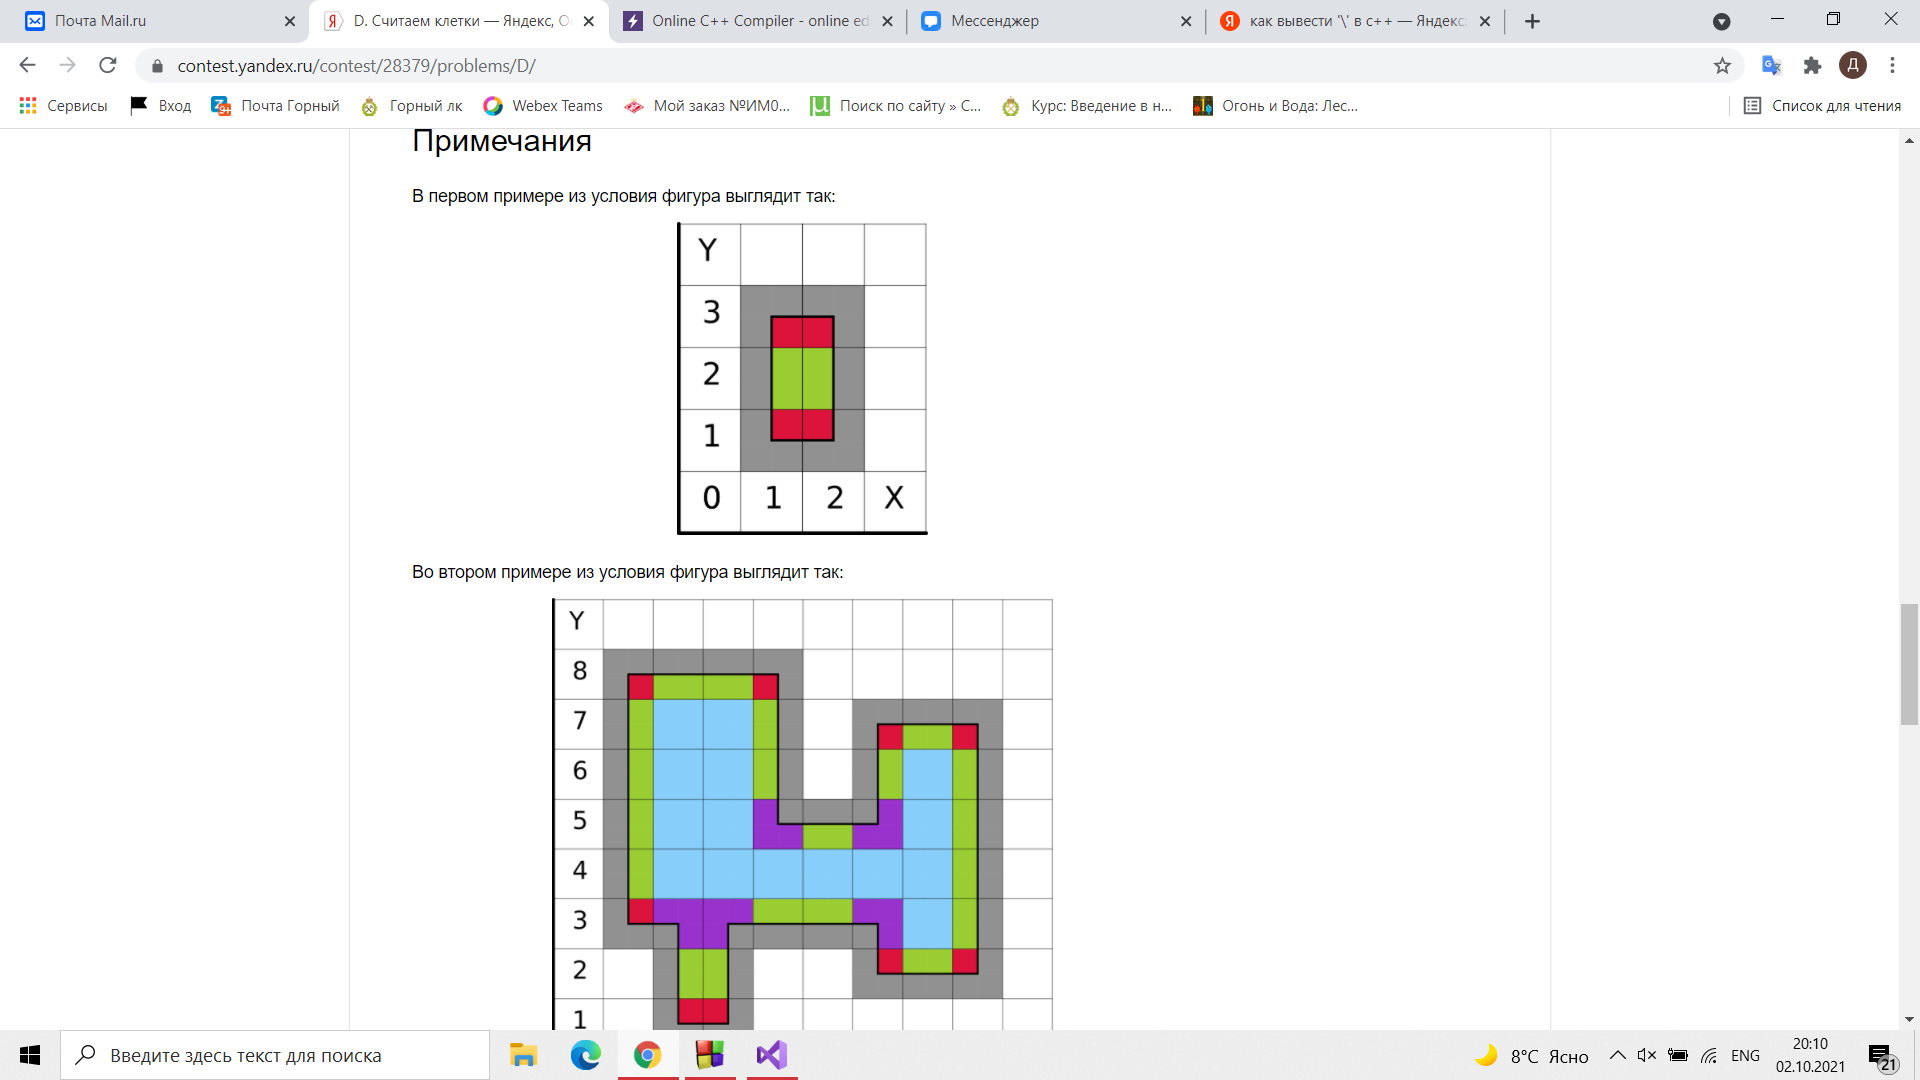 Почта Mail.ru
D. Считаем клетки — Яндекс, О
Online C++ Compiler - online ed
Мессенджер
как вывести '\' в c++ — Яндекс:
contest.yandex.ru/contest/28379/problems/D/
Сервисы
Вход
Почта Горный
Горный лк
Webex Teams
Мой заказ №ИМ0...
Поиск по сайту » С...
Курс: Введение в н...
Огонь и Вода: Лес...
Список для чтения
Примечания
В первом примере из условия фигура выглядит так:
Y
3
2
1
0 1 2 X
Во втором примере из условия фигура выглядит так:
Y
8
7
6
5
4
3
2
1
Введите здесь текст для поиска
8°C Ясно
ENG
20:10
02.10.2021
21